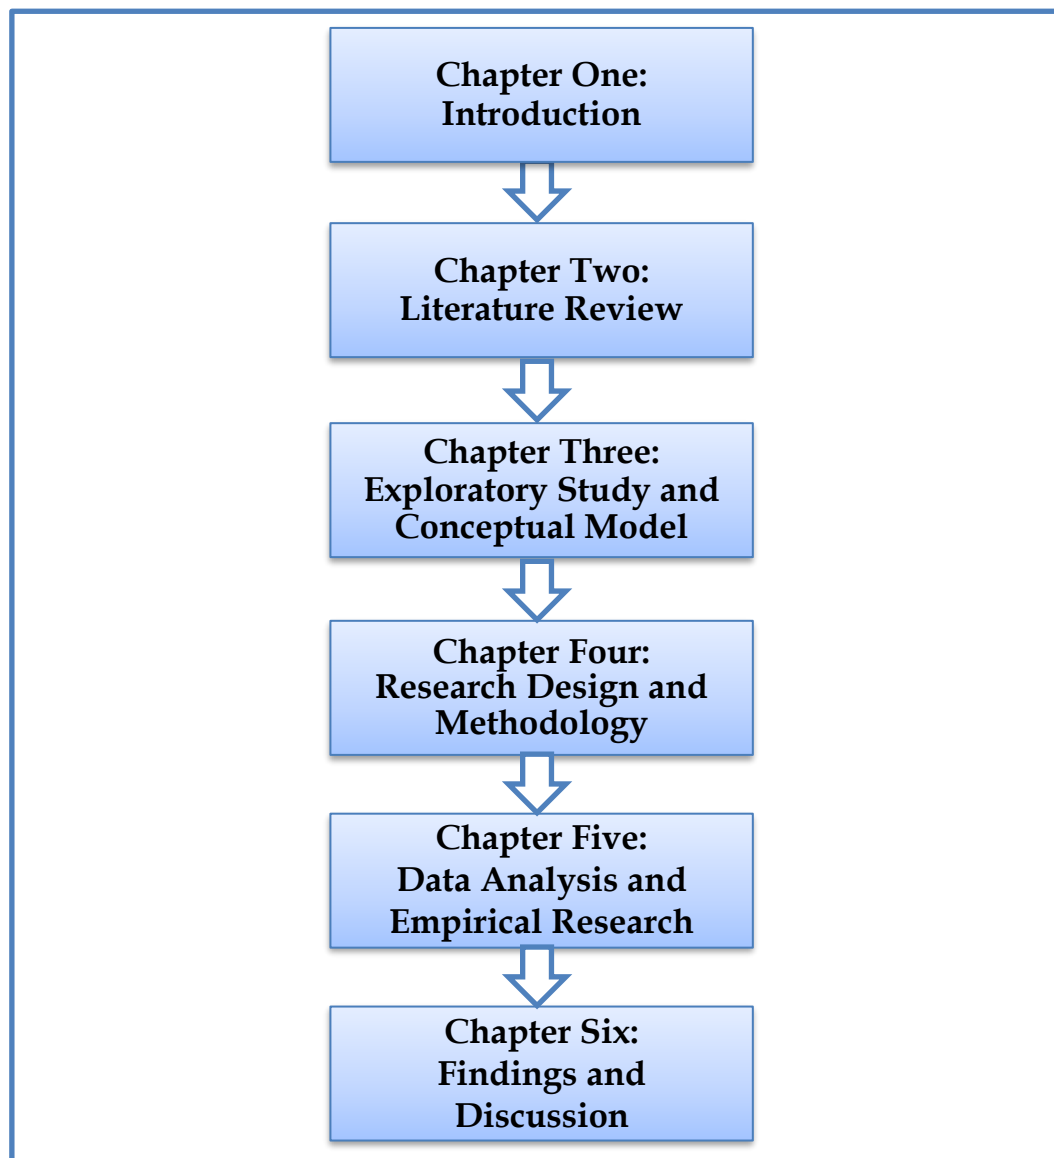 Chapter One:
Introduction
Chapter Two:
Literature Review
Chapter Three:
Exploratory Study and
Conceptual Model
Chapter Four:
Research Design and
Methodology
Chapter Five:
Data Analysis and
Empirical Research
Chapter Six:
Findings and
Discussion